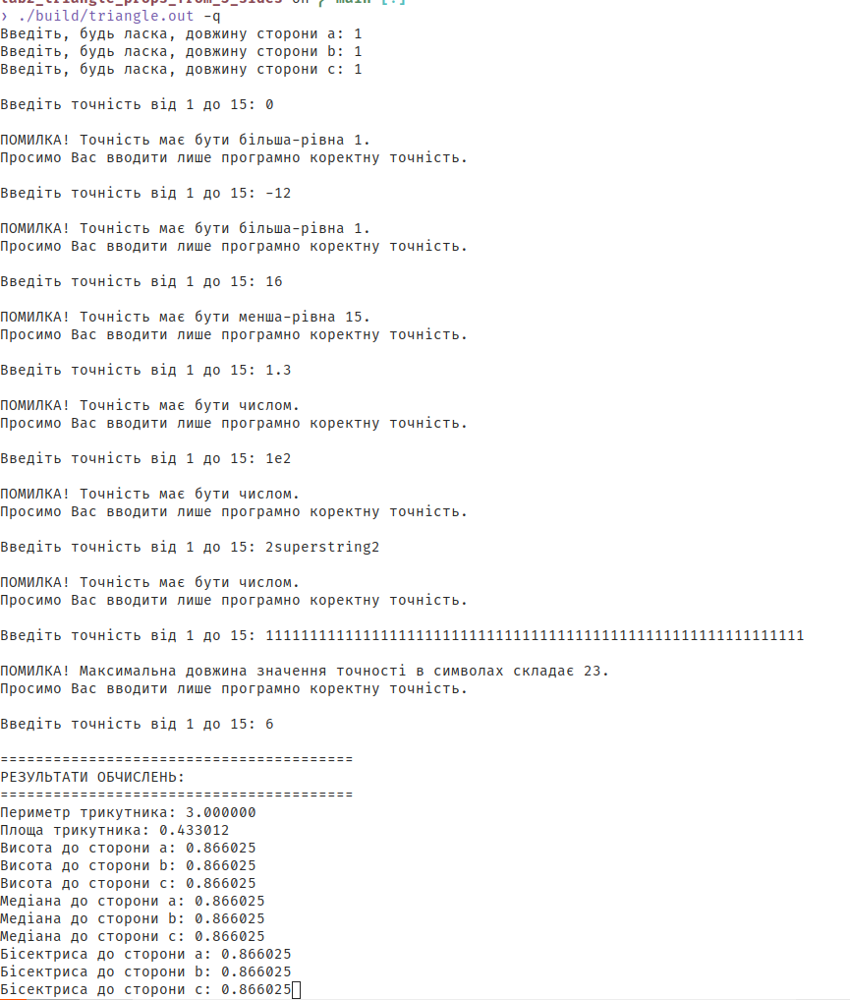 ❯ ./build/triangle.out -q
Введіть, будь ласка, довжину сторони a: 1
Введіть, будь ласка, довжину сторони b: 1
Введіть, будь ласка, довжину сторони c: 1
Введіть точність від 1 до 15: 0
ПОМИЛКА! Точність має бути більша-рівна 1.
Просимо Вас вводити лише програмно коректну точність.
Введіть точність від 1 до 15: -12
ПОМИЛКА! Точність має бути більша-рівна 1.
Просимо Вас вводити лише програмно коректну точність.
Введіть точність від 1 до 15: 16
ПОМИЛКА! Точність має бути менша-рівна 15.
Просимо Вас вводити лише програмно коректну точність.
Введіть точність від 1 до 15: 1.3
ПОМИЛКА! Точність має бути числом.
Просимо Вас вводити лише програмно коректну точність.
Введіть точність від 1 до 15: 1e2
ПОМИЛКА! Точність має бути числом.
Просимо Вас вводити лише програмно коректну точність.
Введіть точність від 1 до 15: 2superstring2
ПОМИЛКА! Точність має бути числом.
Просимо Вас вводити лише програмно коректну точність.
Введіть точність від 1 до 15: 1111111111111111111111111111111111111111111111111111111111111
ПОМИЛКА! Максимальна довжина значення точності в символах складає 23.
Просимо Вас вводити лише програмно коректну точність.
Введіть точність від 1 до 15: 6
========================================
РЕЗУЛЬТАТИ ОБЧИСЛЕНЬ:
========================================
Периметр трикутника: 3.000000
Площа трикутника: 0.433012
Висота до сторони a: 0.866025
Висота до сторони b: 0.866025
Висота до сторони c: 0.866025
Медіана до сторони a: 0.866025
Медіана до сторони b: 0.866025
Медіана до сторони c: 0.866025
Бісектриса до сторони a: 0.866025
Бісектриса до сторони b: 0.866025
Бісектриса до сторони c: 0.866025